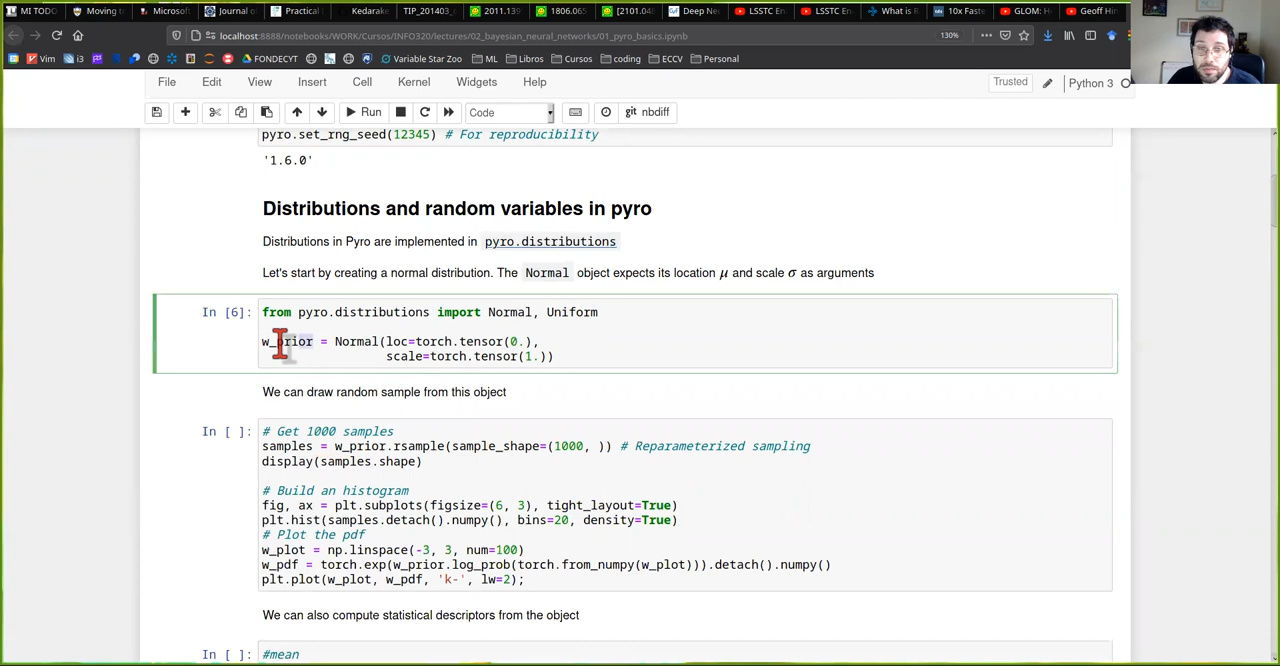 MI TODO
Moving t
Microsoft
Journal o
Practical
Kedarake
TIP_201403_
2011.139
1806.065
[2101.048
Deep Ne
LSSTC En
LSSTC En
What is R
10x Faste
GLOM: H
Geoff Hin
localhost:8888/notebooks/WORK/Cursos/INFO320/lectures/02_bayesian_neural_networks/01_pyro_basics.ipynb
130%
Vim
i3
FONDECYT
Variable Star Zoo
ML
Libros
Cursos
coding
ECCV
Personal
File Edit View Insert Cell Kernel Widgets Help
Trusted
Python 3
Run
Code
git nbdiff
pyro.set_rng_seed(12345) # For reproducibility
'1.6.0'
Distributions and random variables in pyro
Distributions in Pyro are implemented in pyro.distributions
Let's start by creating a normal distribution. The Normal object expects its location μ and scale σ as arguments
In [6]:
from pyro.distributions import Normal, Uniform
w_prior = Normal(loc=torch.tensor(0.),
scale=torch.tensor(1.))
We can draw random sample from this object
In [ ]:
# Get 1000 samples
samples = w_prior.rsample(sample_shape=(1000, )) # Reparameterized sampling
display(samples.shape)
# Build an histogram
fig, ax = plt.subplots(figsize=(6, 3), tight_layout=True)
plt.hist(samples.detach().numpy(), bins=20, density=True)
# Plot the pdf
w_plot = np.linspace(-3, 3, num=100)
w_pdf = torch.exp(w_prior.log_prob(torch.from_numpy(w_plot))).detach().numpy()
plt.plot(w_plot, w_pdf, 'k-', lw=2);
We can also compute statistical descriptors from the object
In [ ]:
#mean